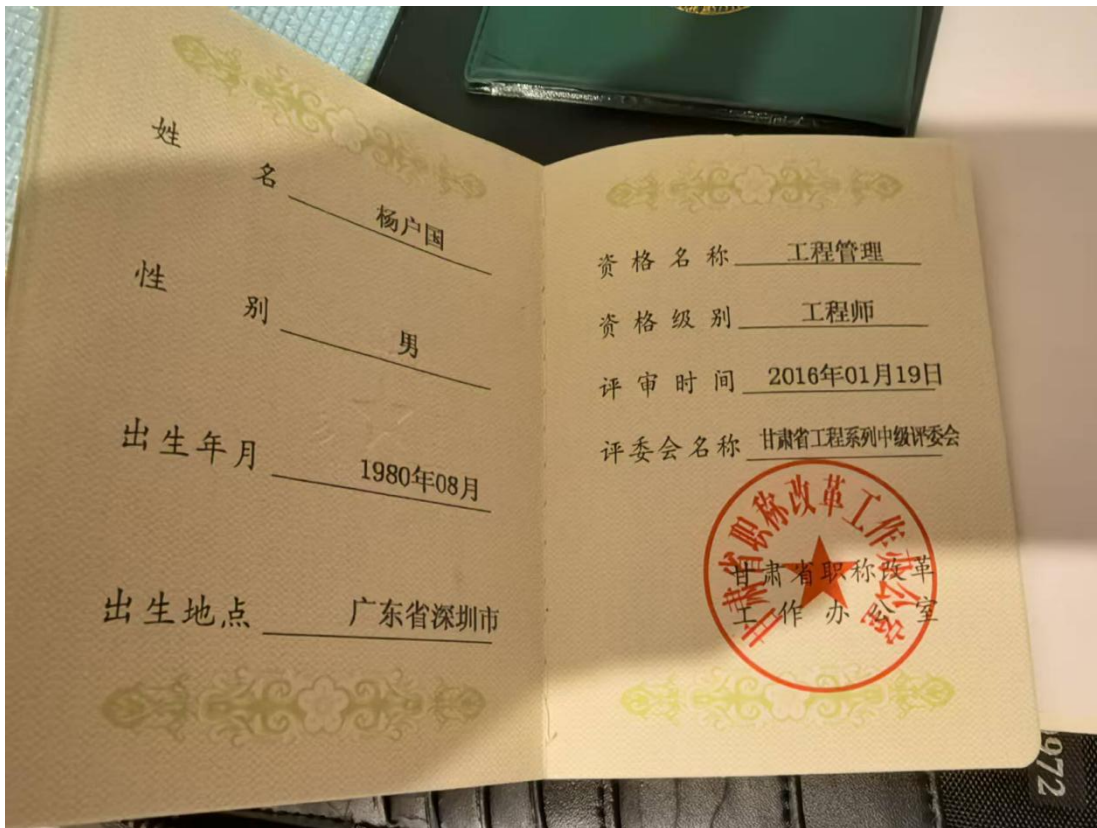 姓名 杨户国
性别 男
出生年月 1980年08月
出生地点 广东省深圳市
资格名称 工程管理
资格级别 工程师
评审时间 2016年01月19日
评委会名称 甘肃省工程系列中级评委会
甘肃省职称改革工作办公室
甘肃省职称改革
工作办公室
0972